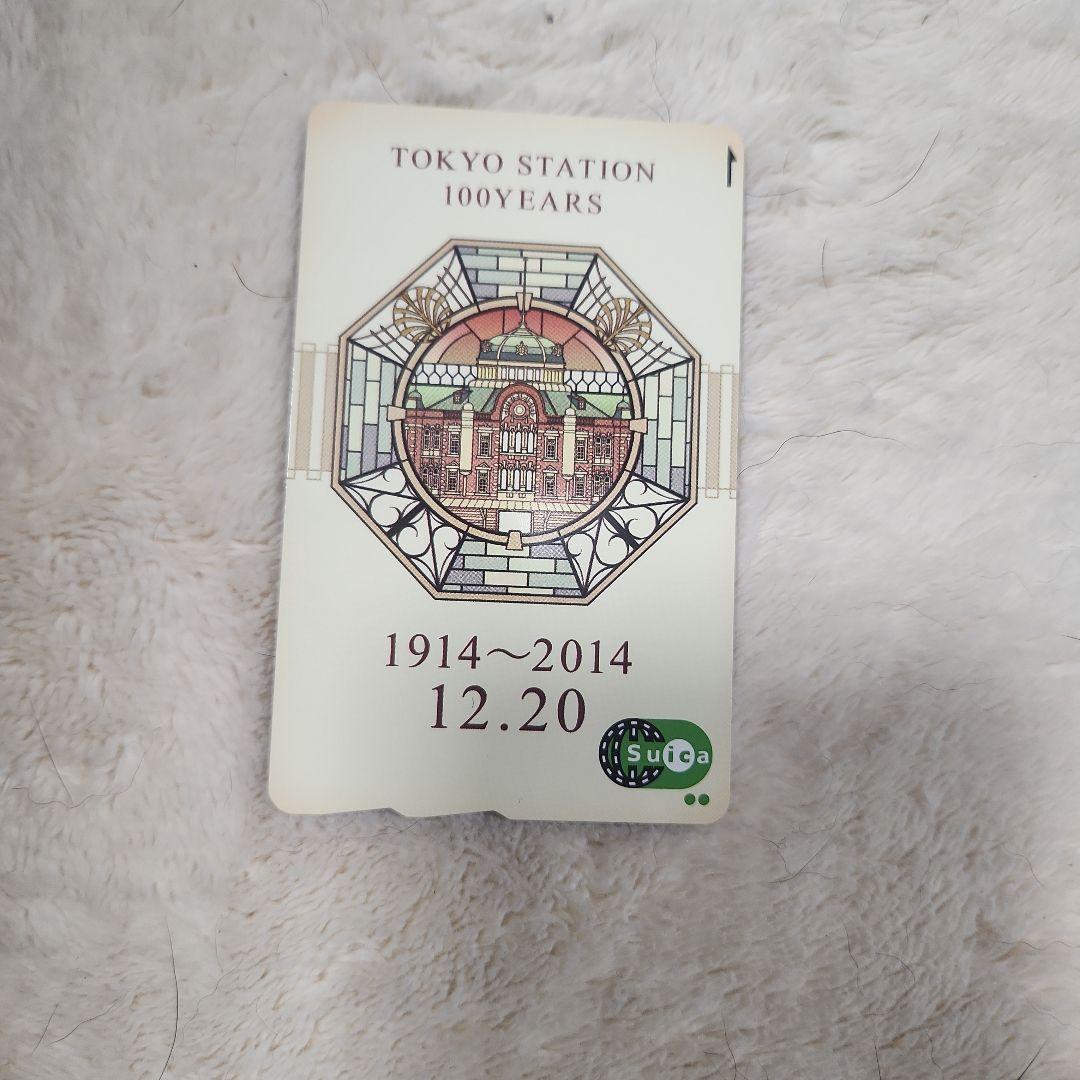 TOKYO STATION
100YEARS
1914～2014
12.20
Suica